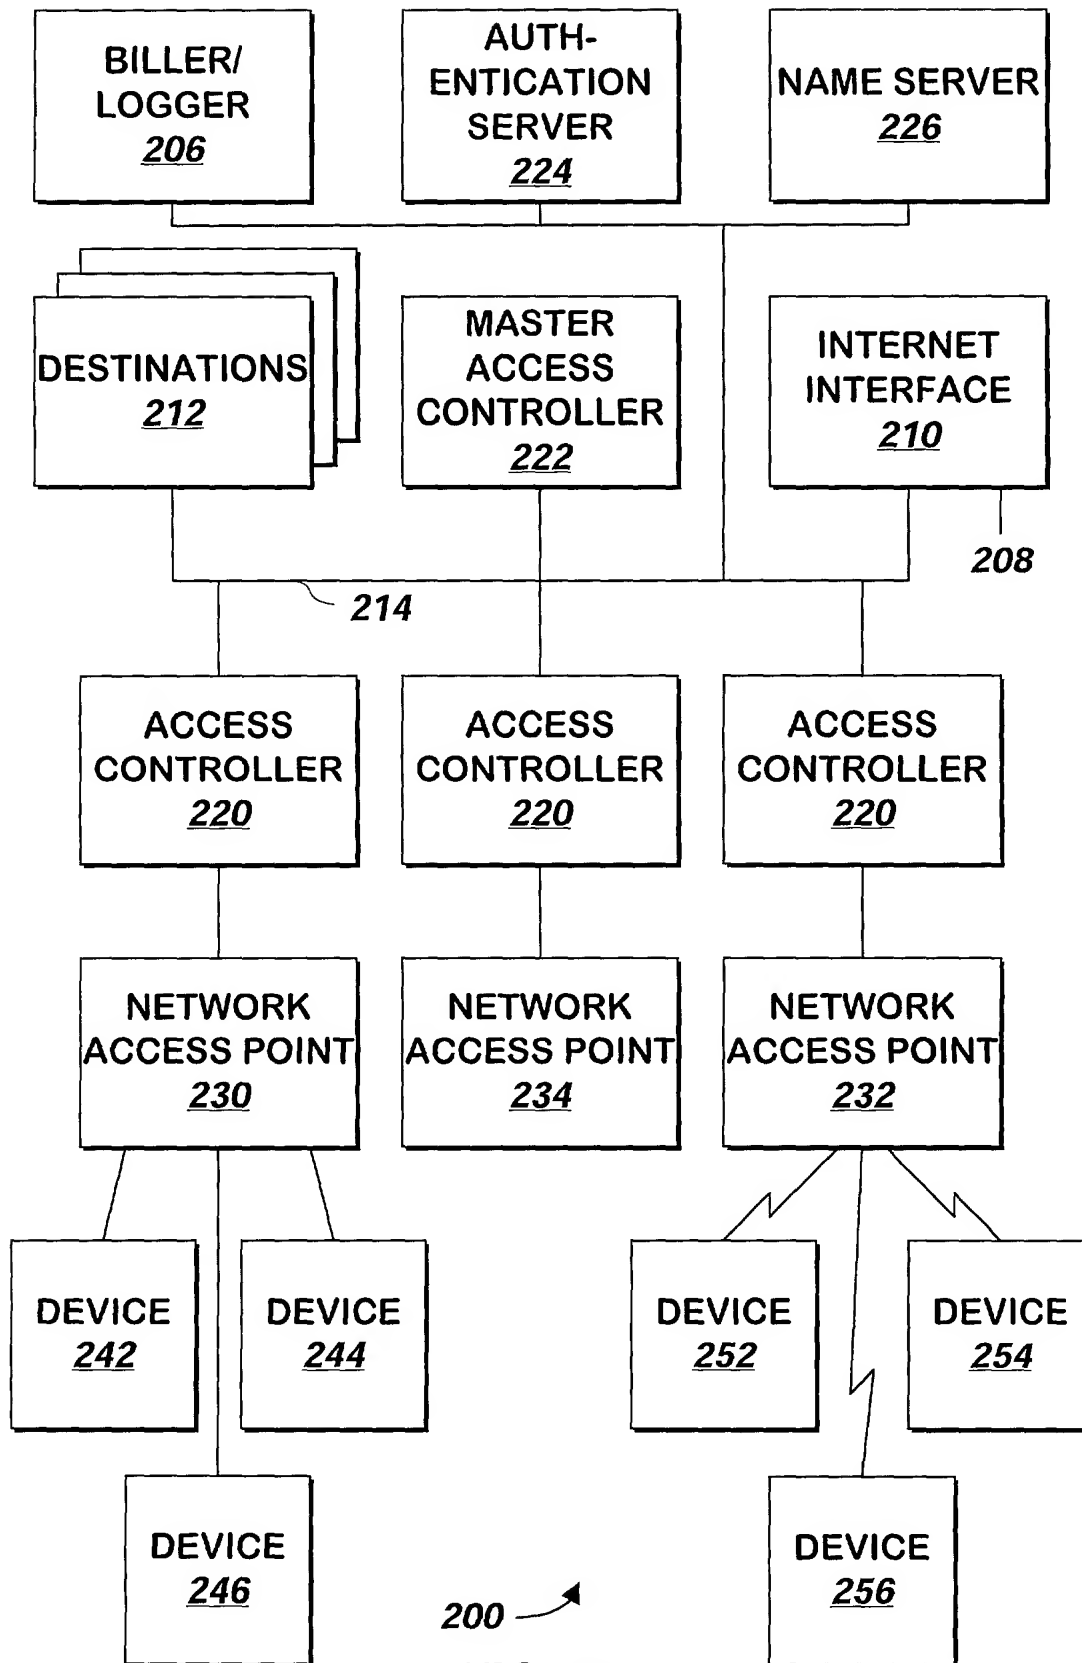 BILLER/
LOGGER
206
AUTH-
ENTICATION
SERVER
224
NAME SERVER
226
DESTINATIONS
212
MASTER
ACCESS
CONTROLLER
222
INTERNET
INTERFACE
210
208
214
ACCESS
CONTROLLER
220
ACCESS
CONTROLLER
220
ACCESS
CONTROLLER
220
NETWORK
ACCESS POINT
230
NETWORK
ACCESS POINT
234
NETWORK
ACCESS POINT
232
DEVICE
242
DEVICE
244
DEVICE
252
DEVICE
254
DEVICE
246
DEVICE
256
200